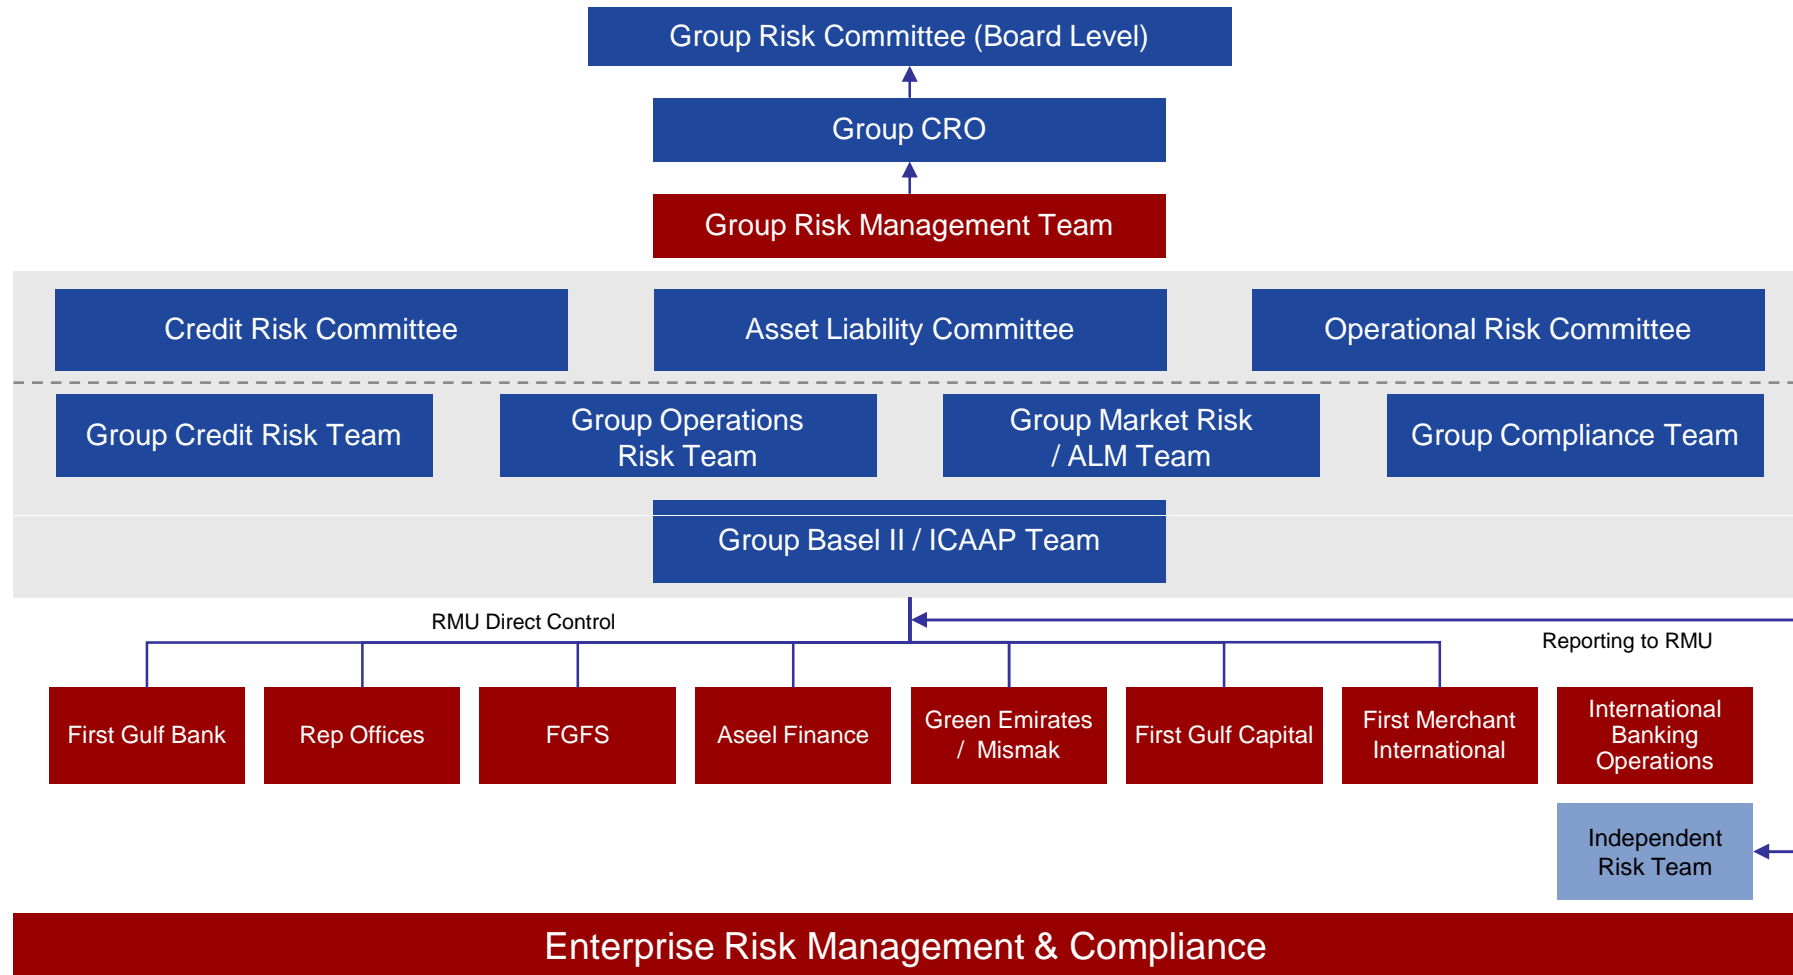 Group Risk Committee (Board Level)
Group CRO
Group Risk Management Team
Credit Risk Committee
Asset Liability Committee
Operational Risk Committee
Group Credit Risk Team
Group Operations
Risk Team
Group Market Risk
/ ALM Team
Group Compliance Team
Group Basel II / ICAAP Team
RMU Direct Control
Reporting to RMU
First Gulf Bank
Rep Offices
FGFS
Aseel Finance
Green Emirates
/ Mismak
First Gulf Capital
First Merchant
International
International
Banking
Operations
Independent
Risk Team
Enterprise Risk Management & Compliance